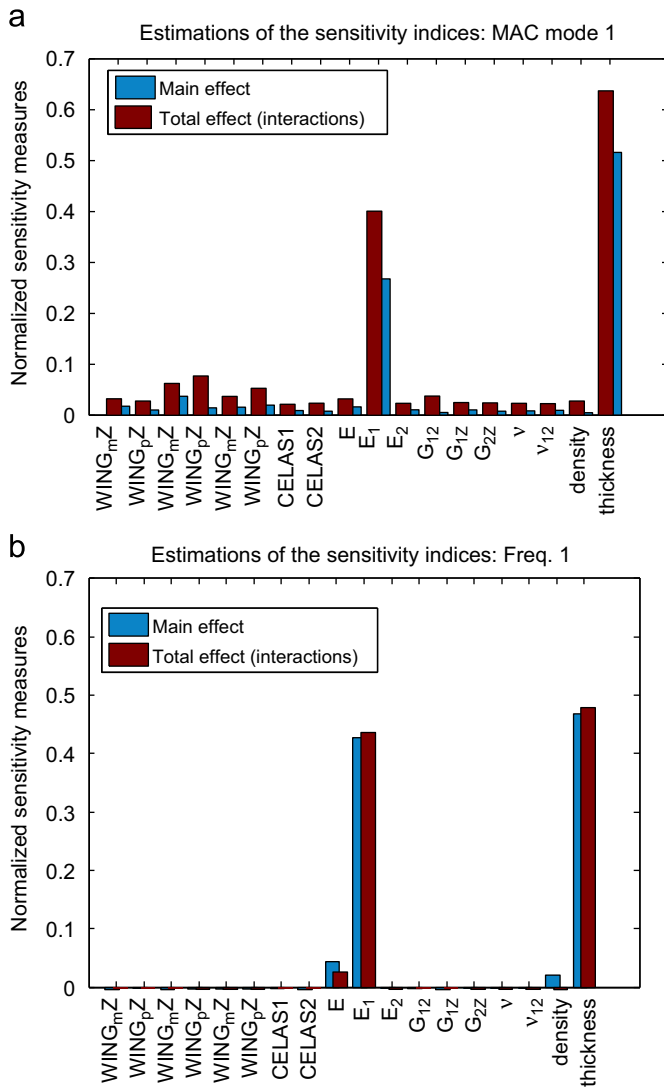 a
Estimations of the sensitivity indices: MAC mode 1
Normalized sensitivity measures
0.7
0.6
0.5
0.4
0.3
0.2
0.1
0
Main effect
Total effect (interactions)
WINGmZ
WINGpZ
WINGmZ
WINGpZ
WINGmZ
WINGpZ
CELAS1
CELAS2
E
E1
E2
G12
G1Z
G2Z
ν
ν12
density
thickness
b
Estimations of the sensitivity indices: Freq. 1
Normalized sensitivity measures
0.7
0.6
0.5
0.4
0.3
0.2
0.1
0
Main effect
Total effect (interactions)
WINGmZ
WINGpZ
WINGmZ
WINGpZ
WINGmZ
WINGpZ
CELAS1
CELAS2
E
E1
E2
G12
G1Z
G2Z
ν
ν12
density
thickness